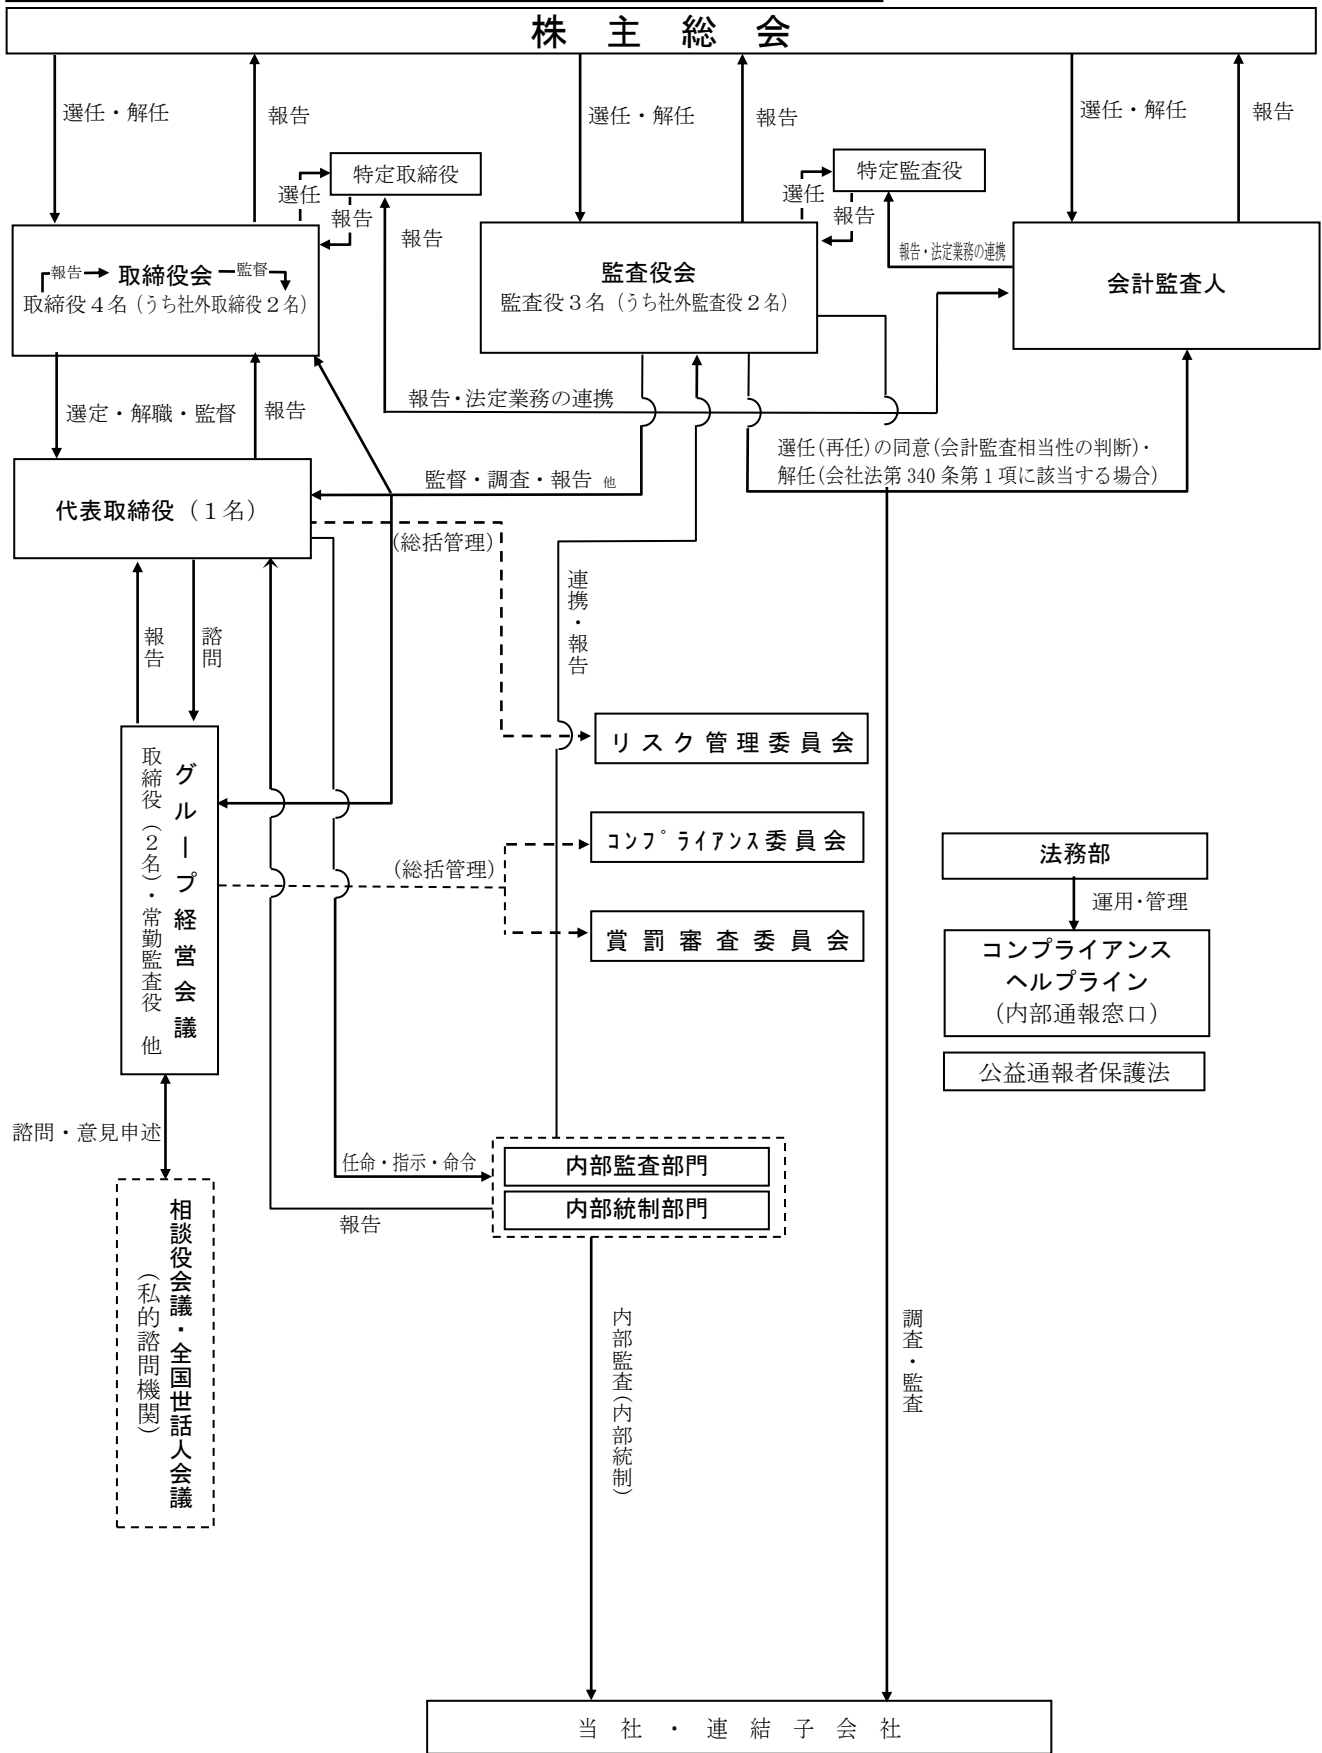 株主総会
選任・解任
報告
選任・解任
報告
選任・解任
報告
特定取締役
選任
報告
報告
特定監査役
選任
報告
報告・法定業務の連携
報告
取締役会
監督
取締役４名（うち社外取締役２名）
監査役会
監査役３名（うち社外監査役２名）
会計監査人
選定・解職・監督
報告
報告・法定業務の連携
選任(再任)の同意(会計監査相当性の判断)・
解任(会社法第340条第1項に該当する場合)
監督・調査・報告 他
代表取締役（１名）
(総括管理)
連携・報告
報告
諮問
リスク管理委員会
グループ経営会議
取締役（２名）・常勤監査役 他
(総括管理)
コンプライアンス委員会
賞罰審査委員会
法務部
運用・管理
コンプライアンス
ヘルプライン
（内部通報窓口）
公益通報者保護法
諮問・意見申述
任命・指示・命令
内部監査部門
内部統制部門
報告
相談役会議・全国世話人会議
（私的諮問機関）
内部監査（内部統制）
調査・監査
当社・連結子会社